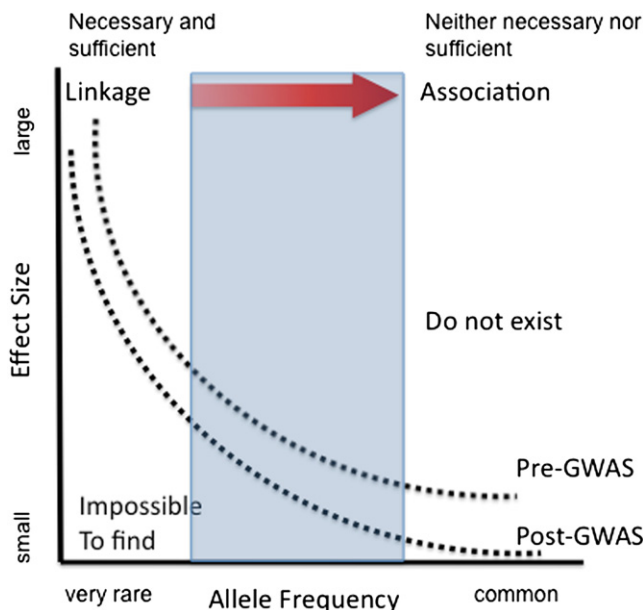 Necessary and
sufficient
Neither necessary nor
sufficient
Linkage
Association
large
Effect Size
small
Do not exist
Pre-GWAS
Post-GWAS
Impossible
To find
very rare
Allele Frequency
common